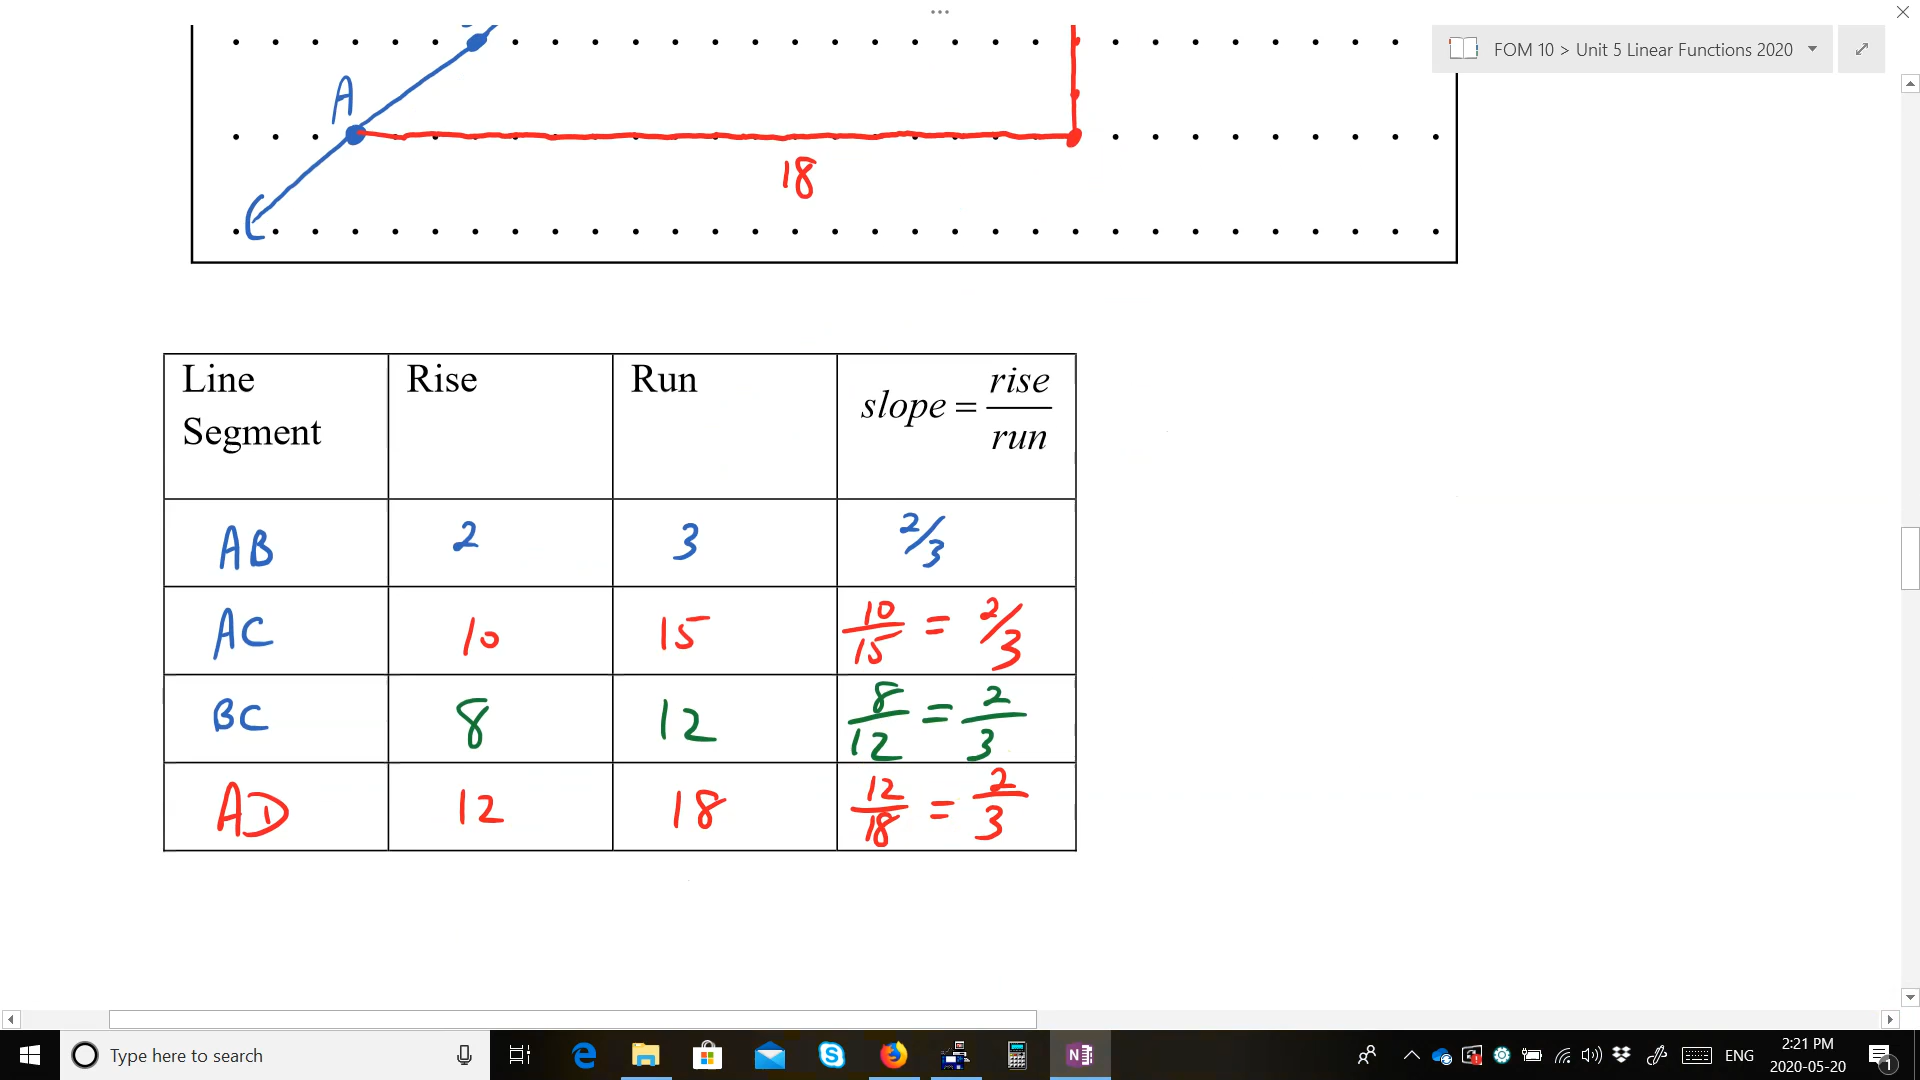 FOM 10 > Unit 5 Linear Functions 2020
A
18
Line Segment Rise Run slope = rise/run
AB 2 3 2/3
AC 10 15 10/15 = 2/3
BC 8 12 8/12 = 2/3
AD 12 18 12/18 = 2/3
Type here to search
ENG
2:21 PM
2020-05-20
1